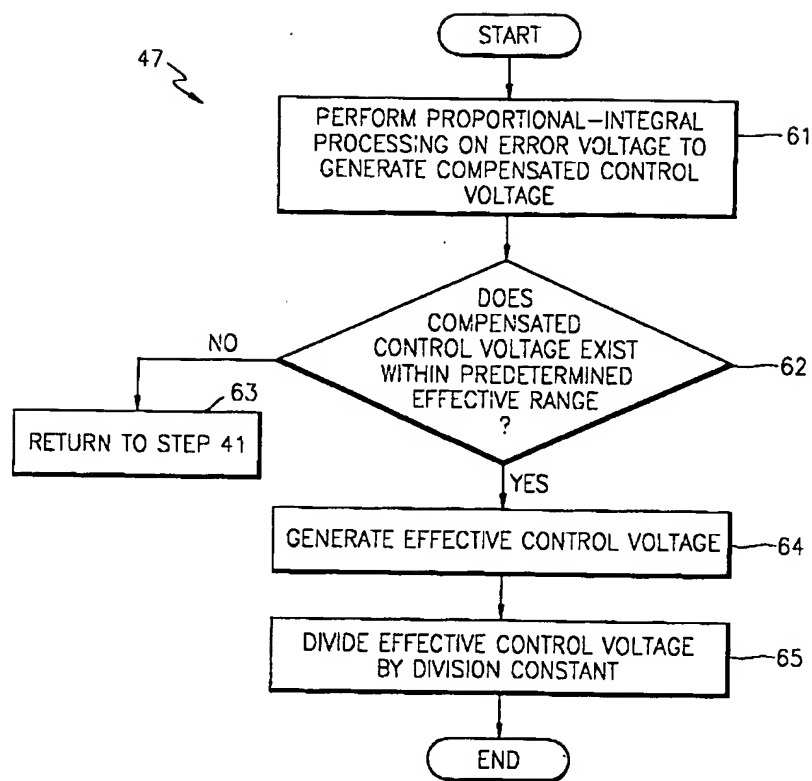 START
47
PERFORM PROPORTIONAL-INTEGRAL
PROCESSING ON ERROR VOLTAGE TO
GENERATE COMPENSATED CONTROL
VOLTAGE
61
DOES
COMPENSATED
CONTROL VOLTAGE EXIST
WITHIN PREDETERMINED
EFFECTIVE RANGE
?
62
NO
63
RETURN TO STEP 41
YES
GENERATE EFFECTIVE CONTROL VOLTAGE
64
DIVIDE EFFECTIVE CONTROL VOLTAGE
BY DIVISION CONSTANT
65
END